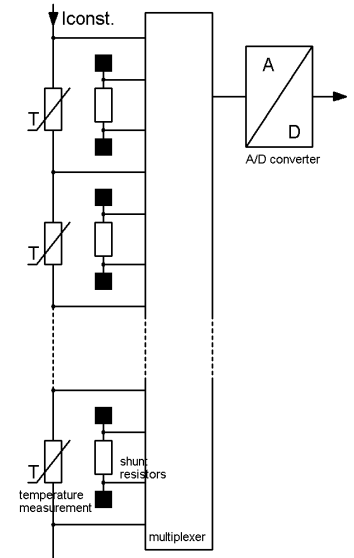 Iconst.
A
D
A/D converter
T
T
T
shunt
resistors
temperature
measurement
multiplexer